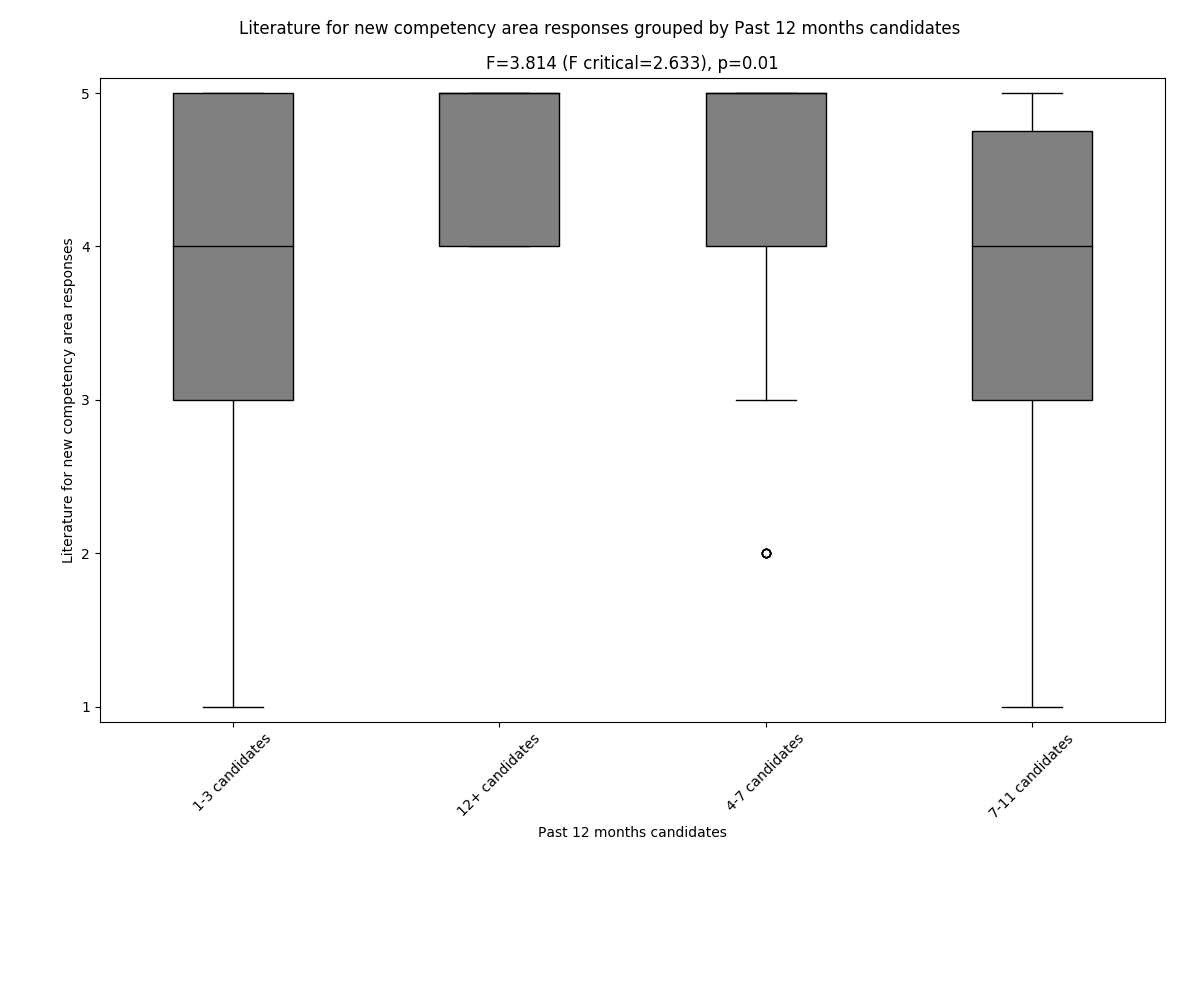 Literature for new competency area responses grouped by Past 12 months candidates
F=3.814 (F critical=2.633), p=0.01
Literature for new competency area responses
5
4
3
2
1
1-3 candidates
12+ candidates
4-7 candidates
7-11 candidates
Past 12 months candidates